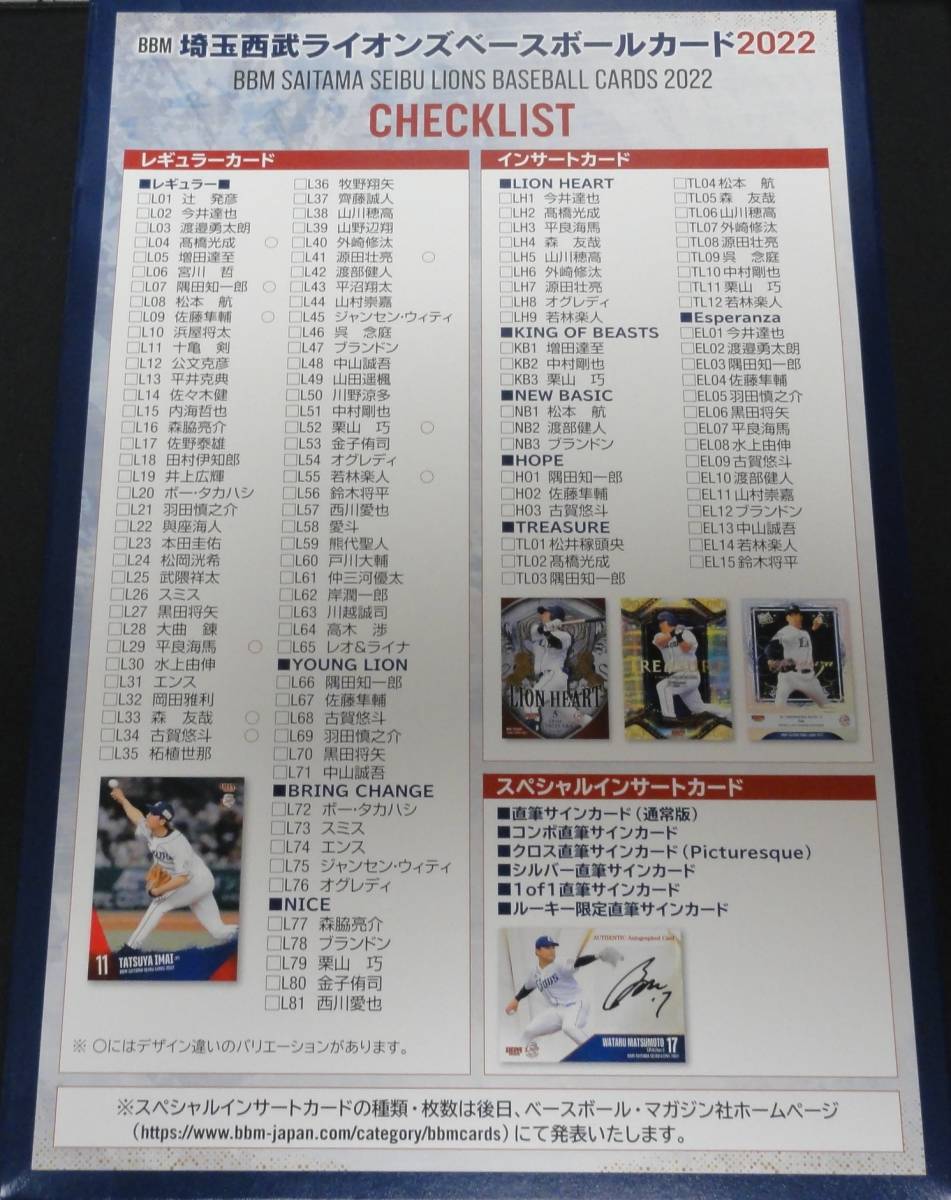 BBM 埼玉西武ライオンズベースボールカード2022
BBM SAITAMA SEIBU LIONS BASEBALL CARDS 2022
CHECKLIST
レギュラーカード
■レギュラー■
□L01 辻 発彦
□L02 今井達也
□L03 渡邉勇太朗
□L04 髙橋光成 ○
□L05 増田達至
□L06 宮川 哲
□L07 隅田知一郎 ○
□L08 松本 航
□L09 佐藤隼輔 ○
□L10 浜屋将太
□L11 十亀 剣
□L12 公文克彦
□L13 平井克典
□L14 佐々木健
□L15 内海哲也
□L16 森脇亮介
□L17 佐野泰雄
□L18 田村伊知郎
□L19 井上広輝
□L20 ボー・タカハシ
□L21 羽田慎之介
□L22 與座海人
□L23 本田圭佑
□L24 松岡洸希
□L25 武隈祥太
□L26 スミス
□L27 黒田将矢
□L28 大曲 錬
□L29 平良海馬 ○
□L30 水上由伸
□L31 エンス
□L32 岡田雅利
□L33 森 友哉 ○
□L34 古賀悠斗 ○
□L35 柘植世那
11
TATSUYA IMAI
□L36 牧野翔矢
□L37 齊藤誠人
□L38 山川穂高
□L39 山野辺翔
□L40 外崎修汰
□L41 源田壮亮 ○
□L42 渡部健人
□L43 平沼翔太
□L44 山村崇嘉
□L45 ジャンセン・ウィティ
□L46 呉 念庭
□L47 ブランドン
□L48 中山誠吾
□L49 山田遥楓
□L50 川野涼多
□L51 中村剛也
□L52 栗山 巧 ○
□L53 金子侑司
□L54 オグレディ
□L55 若林楽人 ○
□L56 鈴木将平
□L57 西川愛也
□L58 愛斗
□L59 熊代聖人
□L60 戸川大輔
□L61 仲三河優太
□L62 岸潤一郎
□L63 川越誠司
□L64 高木 渉
□L65 レオ&ライナ
■YOUNG LION
□L66 隅田知一郎
□L67 佐藤隼輔
□L68 古賀悠斗
□L69 羽田慎之介
□L70 黒田将矢
□L71 中山誠吾
■BRING CHANGE
□L72 ボー・タカハシ
□L73 スミス
□L74 エンス
□L75 ジャンセン・ウィティ
□L76 オグレディ
■NICE
□L77 森脇亮介
□L78 ブランドン
□L79 栗山 巧
□L80 金子侑司
□L81 西川愛也
※ ○にはデザイン違いのバリエーションがあります。
インサートカード
■LION HEART
□LH1 今井達也
□LH2 髙橋光成
□LH3 平良海馬
□LH4 森 友哉
□LH5 山川穂高
□LH6 外崎修汰
□LH7 源田壮亮
□LH8 オグレディ
□LH9 若林楽人
■KING OF BEASTS
□KB1 増田達至
□KB2 中村剛也
□KB3 栗山 巧
■NEW BASIC
□NB1 松本 航
□NB2 渡部健人
□NB3 ブランドン
■HOPE
□H01 隅田知一郎
□H02 佐藤隼輔
□H03 古賀悠斗
■TREASURE
□TL01 松井稼頭央
□TL02 髙橋光成
□TL03 隅田知一郎
□TL04 松本 航
□TL05 森 友哉
□TL06 山川穂高
□TL07 外崎修汰
□TL08 源田壮亮
□TL09 呉 念庭
□TL10 中村剛也
□TL11 栗山 巧
□TL12 若林楽人
■Esperanza
□EL01 今井達也
□EL02 渡邉勇太朗
□EL03 隅田知一郎
□EL04 佐藤隼輔
□EL05 羽田慎之介
□EL06 黒田将矢
□EL07 平良海馬
□EL08 水上由伸
□EL09 古賀悠斗
□EL10 渡部健人
□EL11 山村崇嘉
□EL12 ブランドン
□EL13 中山誠吾
□EL14 若林楽人
□EL15 鈴木将平
LION HEART
TREASURE
スペシャルインサートカード
■直筆サインカード（通常版）
■コンボ直筆サインカード
■クロス直筆サインカード（Picturesque）
■シルバー直筆サインカード
■1of1直筆サインカード
■ルーキー限定直筆サインカード
AUTHENTIC Autographed Card
WATARU MATSUMOTO 17
※スペシャルインサートカードの種類・枚数は後日、ベースボール・マガジン社ホームページ
（https://www.bbm-japan.com/category/bbmcards）にて発表いたします。